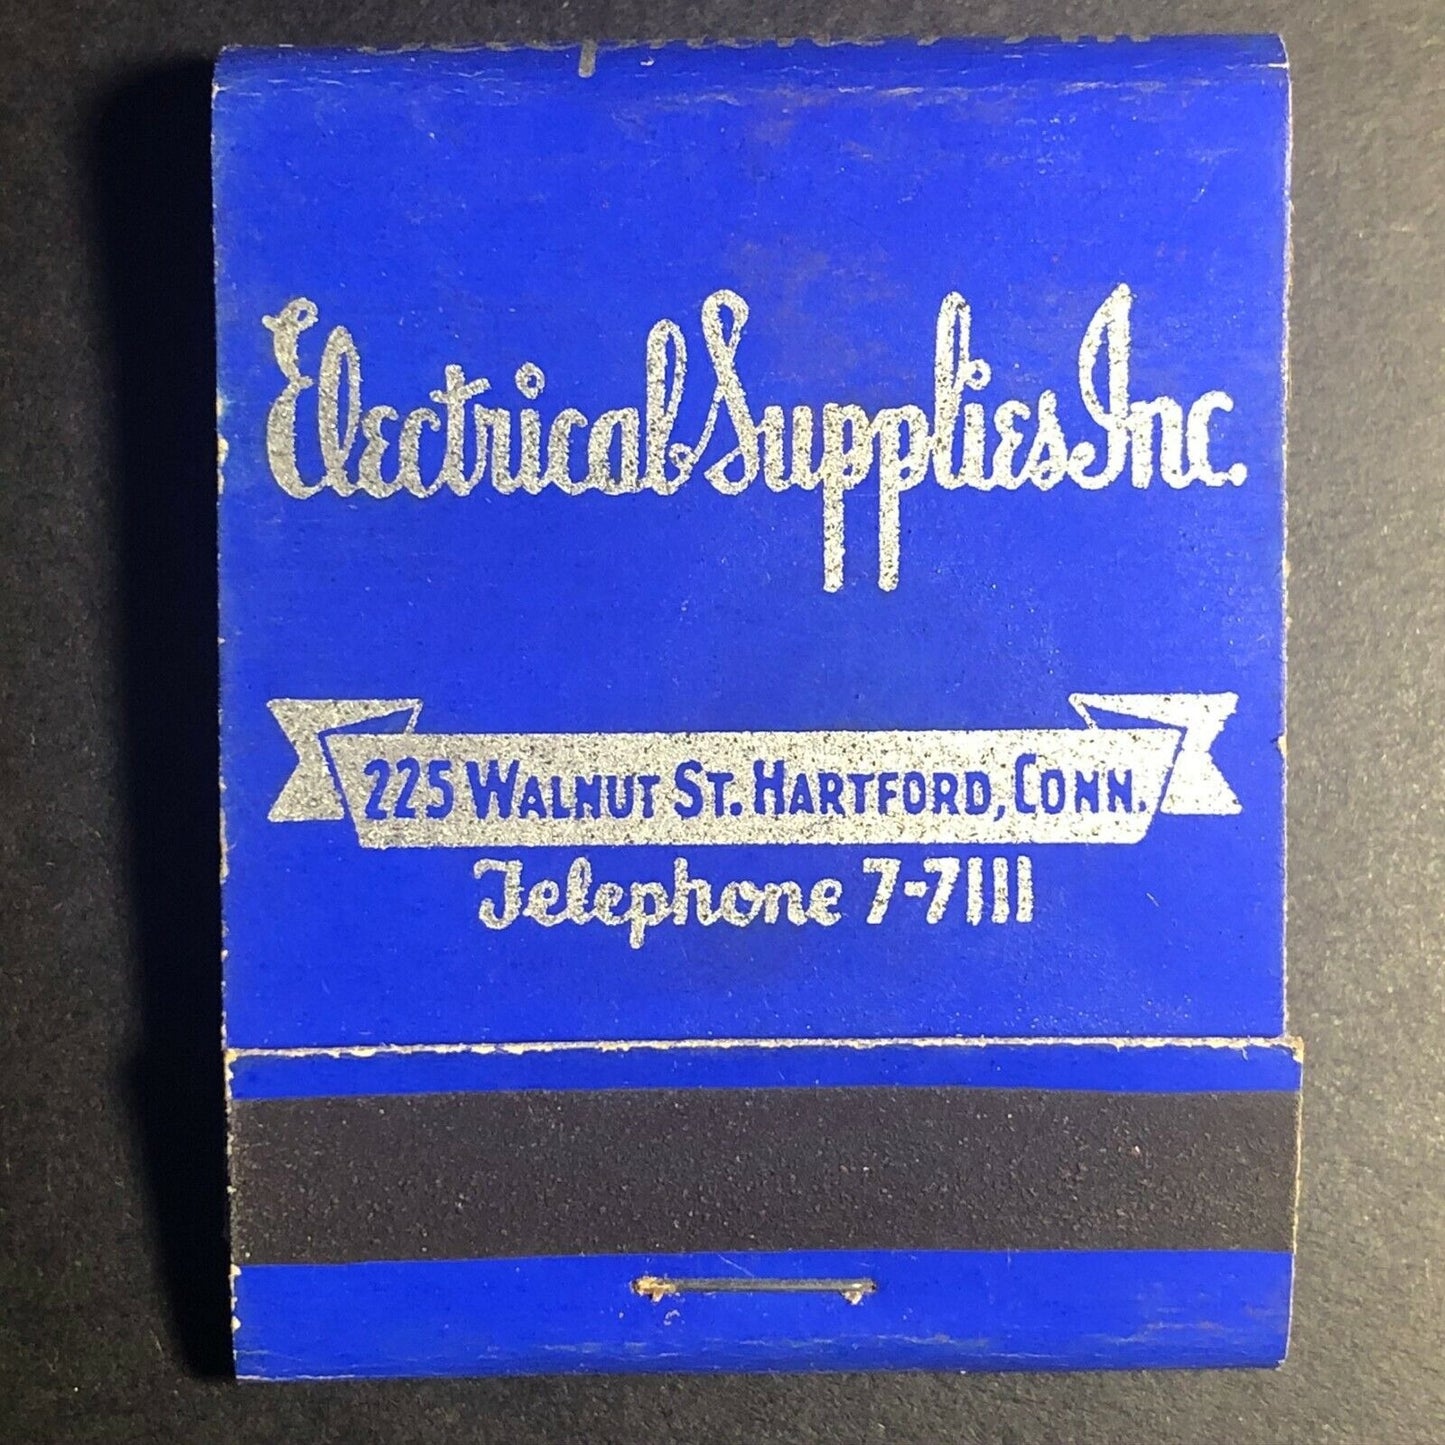 Electrical Supplies Inc.
225 WALNUT ST. HARTFORD, CONN.
Telephone 7-7111